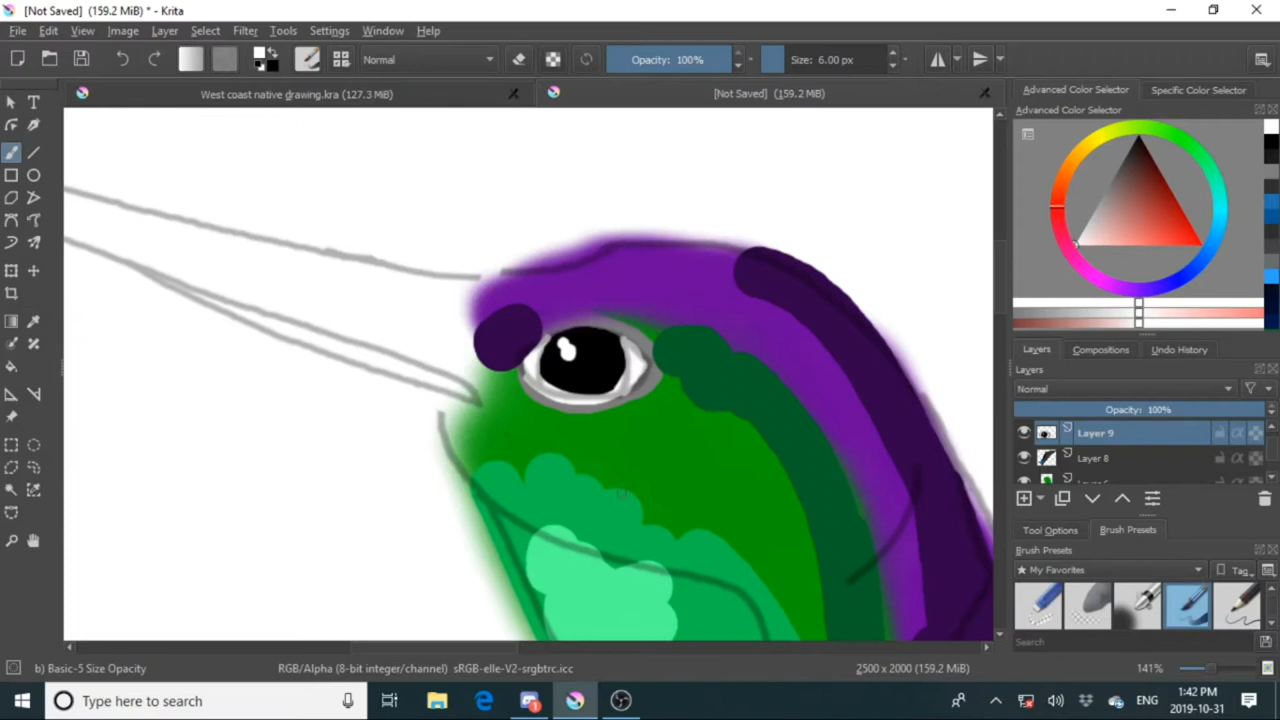 [Not Saved] (159.2 MiB) * - Krita
File Edit View Image Layer Select Filter Tools Settings Window Help
Normal Opacity: 100% Size: 6.00 px
West coast native drawing.kra (127.3 MiB) [Not Saved] (159.2 MiB)
Advanced Color Selector Specific Color Selector
Advanced Color Selector
Layers Compositions Undo History
Layers
Normal
Opacity: 100%
Layer 9
Layer 8
Tool Options Brush Presets
Brush Presets
My Favorites Tag
Search
b) Basic-5 Size Opacity RGB/Alpha (8-bit integer/channel) sRGB-elle-V2-srgbtrc.icc 2500 x 2000 (159.2 MiB) 141%
Type here to search 1 ENG 1:42 PM
2019-10-31